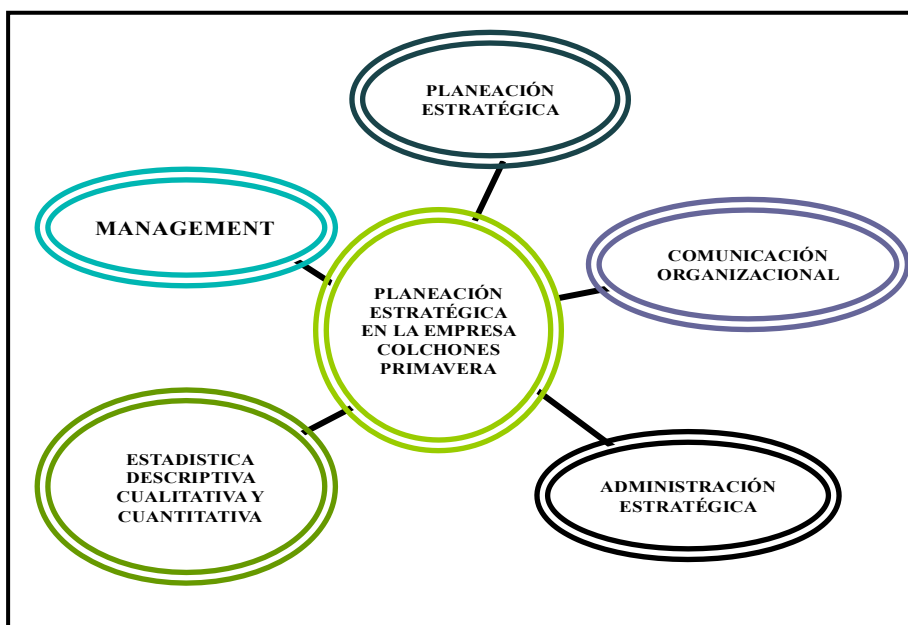 PLANEACIÓN
ESTRATÉGICA
MANAGEMENT
COMUNICACIÓN
ORGANIZACIONAL
PLANEACIÓN
ESTRATÉGICA
EN LA EMPRESA
COLCHONES
PRIMAVERA
ESTADISTICA
DESCRIPTIVA
CUALITATIVA Y
CUANTITATIVA
ADMINISTRACIÓN
ESTRATÉGICA